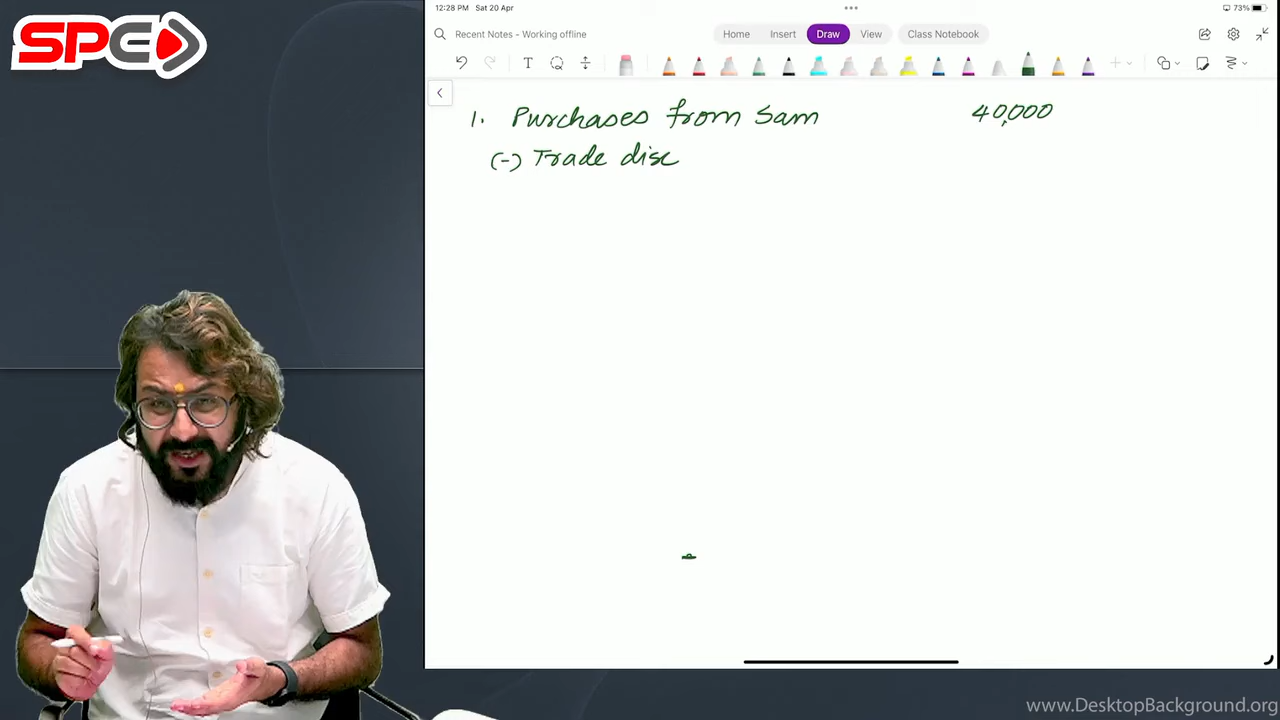 SPC
12:28 PM Sat 20 Apr
73%
Recent Notes - Working offline
Home Insert Draw View Class Notebook
T
1. Purchases from Sam 40,000
(-) Trade disc
www.DesktopBackground.org